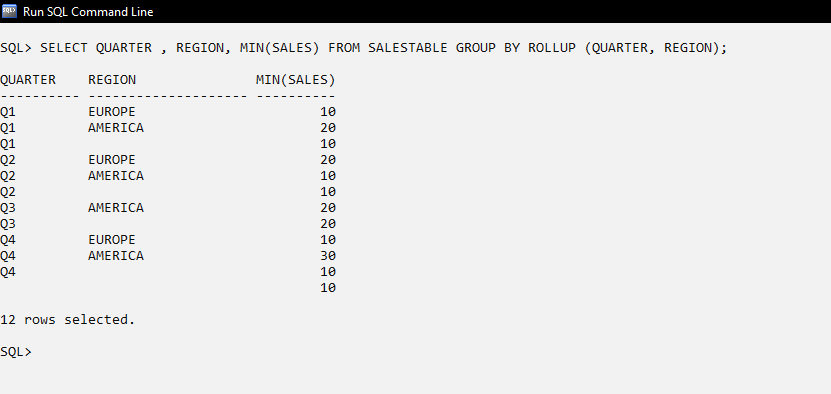 Run SQL Command Line
SQL> SELECT QUARTER , REGION, MIN(SALES) FROM SALESTABLE GROUP BY ROLLUP (QUARTER, REGION);
QUARTER    REGION               MIN(SALES)
---------- -------------------- ----------
Q1         EUROPE                       10
Q1         AMERICA                      20
Q1                                      10
Q2         EUROPE                       20
Q2         AMERICA                      10
Q2                                      10
Q3         AMERICA                      20
Q3                                      20
Q4         EUROPE                       10
Q4         AMERICA                      30
Q4                                      10
                                        10
12 rows selected.
SQL>